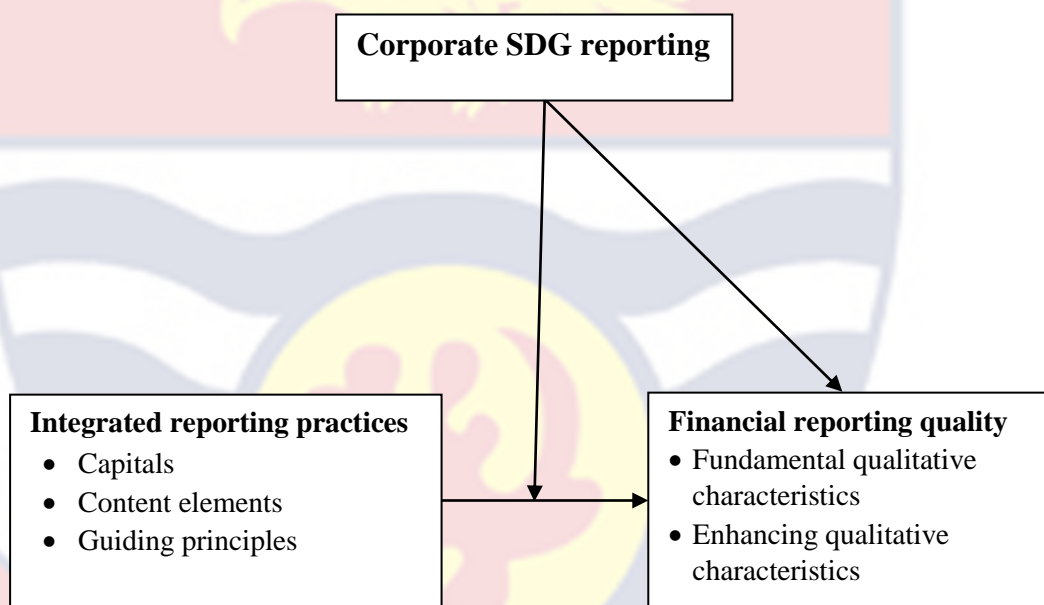 Corporate SDG reporting
Integrated reporting practices
• Capitals
• Content elements
• Guiding principles
Financial reporting quality
• Fundamental qualitative
characteristics
• Enhancing qualitative
characteristics